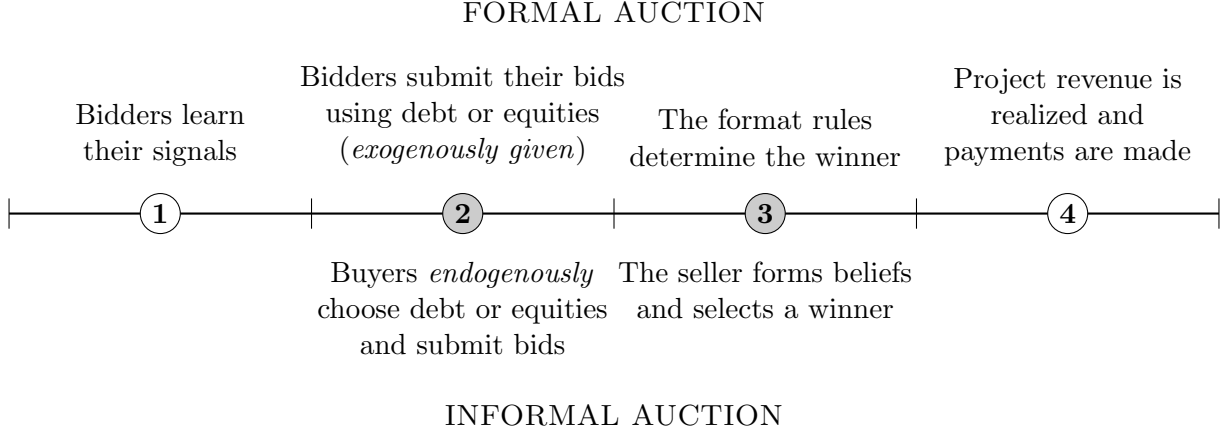 FORMAL AUCTION
Bidders learn
their signals
Bidders submit their bids
using debt or equities
(exogenously given)
The format rules
determine the winner
Project revenue is
realized and
payments are made
1
2
3
4
Buyers endogenously
choose debt or equities
and submit bids
The seller forms beliefs
and selects a winner
INFORMAL AUCTION